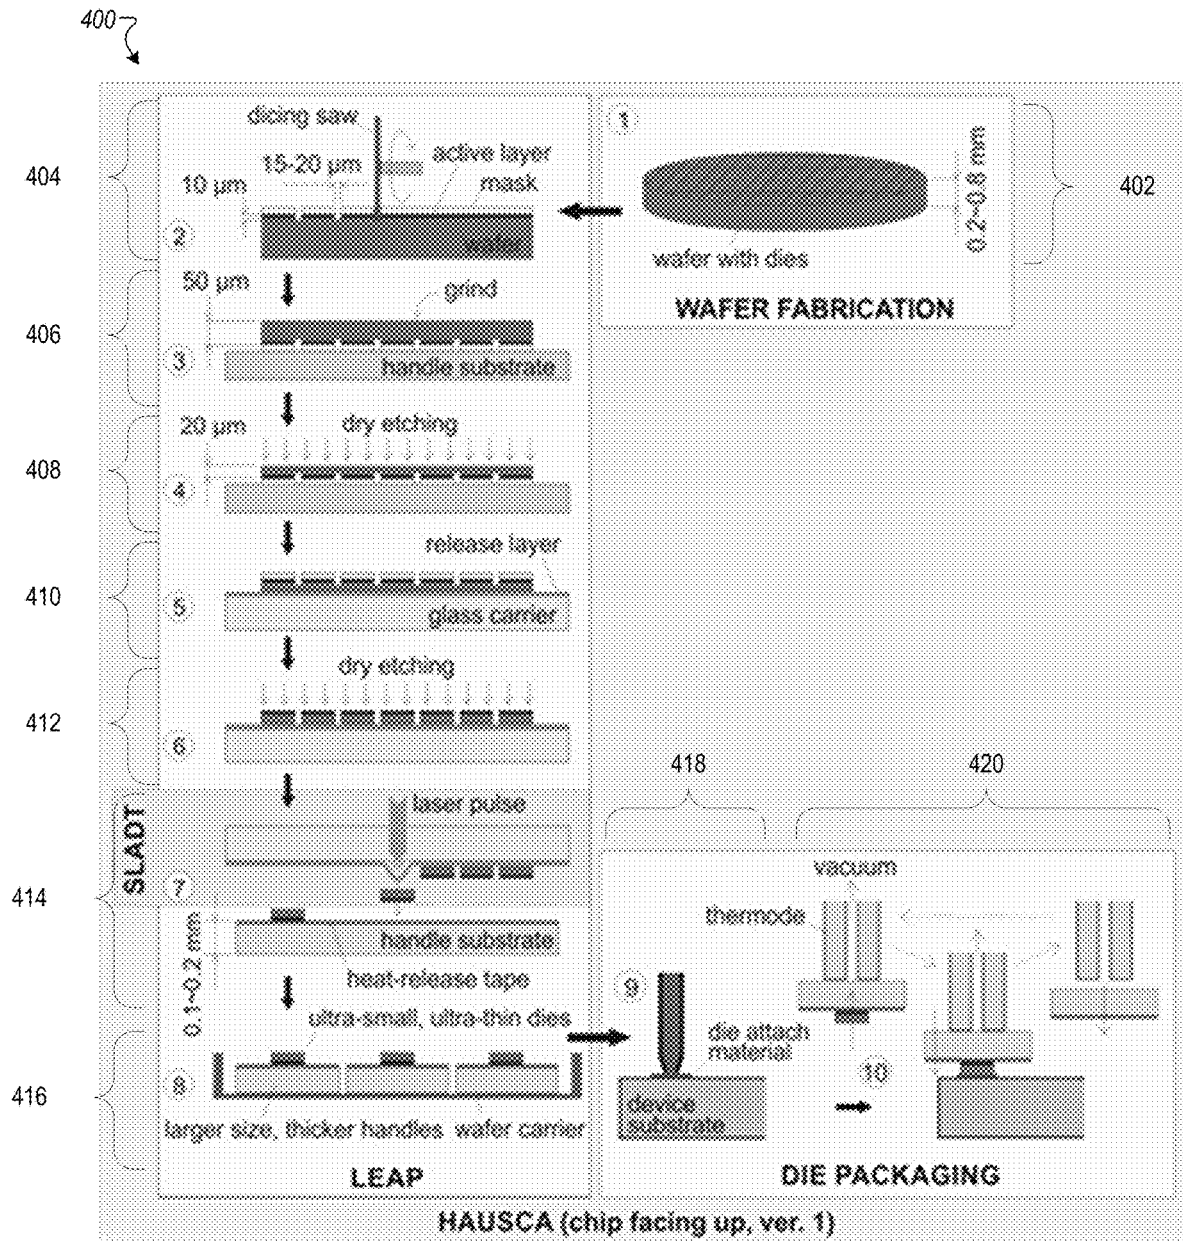 400
dicing saw
15-20 µm
active layer
mask
10 µm
404
2
wafer
1
0.2~0.8 mm
402
wafer with dies
WAFER FABRICATION
50 µm
grind
406
3
handle substrate
20 µm
dry etching
408
4
release layer
410
5
glass carrier
dry etching
412
6
SLADT
laser pulse
414
7
handle substrate
heat-release tape
0.1~0.2 mm
ultra-small, ultra-thin dies
416
8
larger size, thicker handles
wafer carrier
LEAP
418
420
vacuum
thermode
9
die attach
material
10
device
substrate
DIE PACKAGING
HAUSCA (chip facing up, ver. 1)